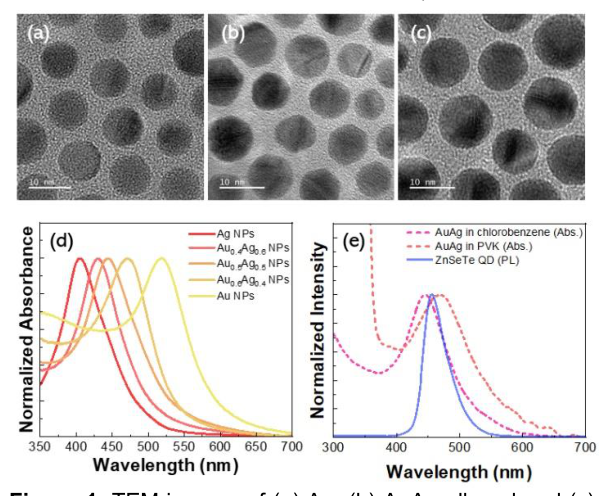 (a)
(b)
(c)
10 nm
10 nm
10 nm
(d)
Ag NPs
Au0.4Ag0.6 NPs
Au0.5Ag0.5 NPs
Au0.6Ag0.4 NPs
Au NPs
Normalized Absorbance
350 400 450 500 550 600 650 700
Wavelength (nm)
(e)
AuAg in chlorobenzene (Abs.)
AuAg in PVK (Abs.)
ZnSeTe QD (PL)
Normalized Intensity
300 400 500 600 700
Wavelength (nm)